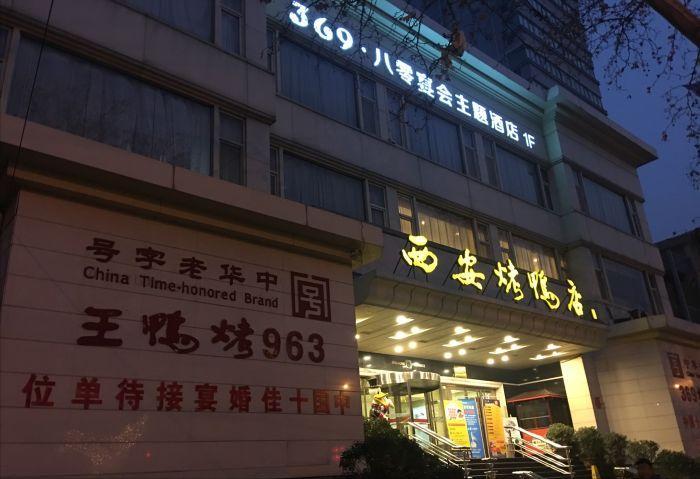 369·八零宴会主题酒店 1F
西安烤鸭店
中华老字号
China Time-honored Brand
369烤鸭王
中国十佳婚宴接待单位
369